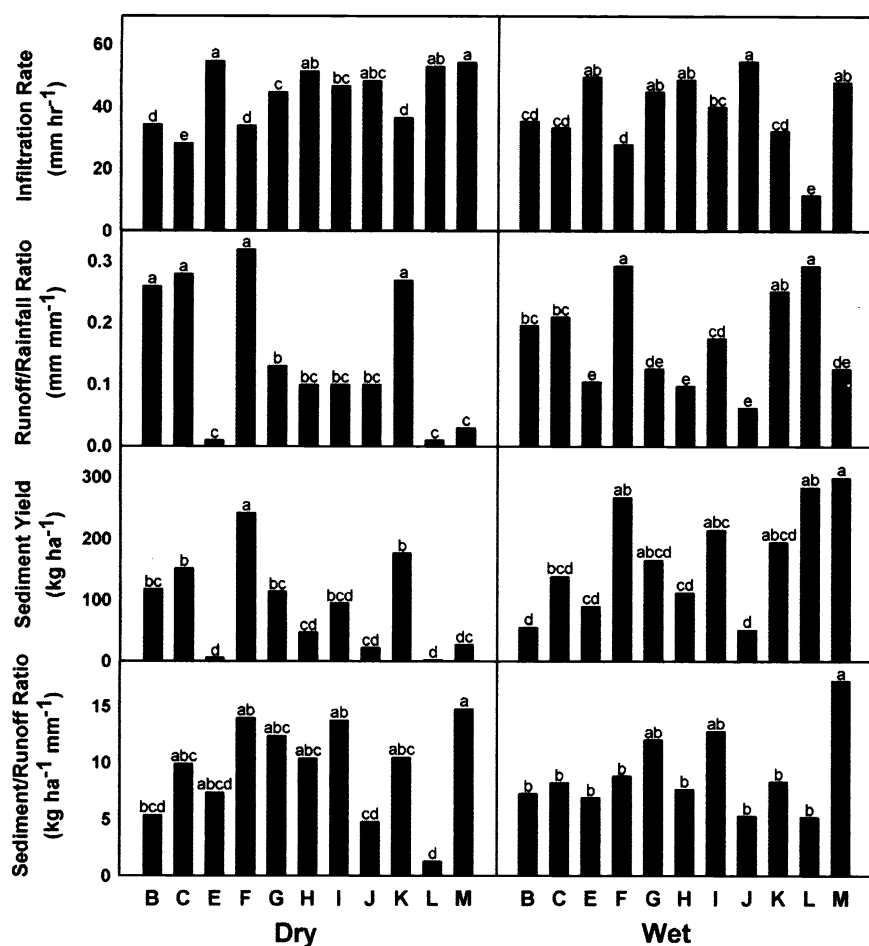 Infiltration Rate
(mm hr⁻¹)
60
40
20
0
d e a d c ab bc abc d a a
cd cd ab d ab ab bc a cd e ab
Runoff/Rainfall Ratio
(mm mm⁻¹)
0.3
0.2
0.1
0.0
a a c a b bc bc bc a c c
bc bc e a de e cd e ab a de
Sediment Yield
(kg ha⁻¹)
300
200
100
0
bc b d a bc cd bcd cd b d dc
d bcd cd ab abcd cd abc d abcd ab a
Sediment/Runoff Ratio
(kg ha⁻¹ mm⁻¹)
15
10
5
0
bcd abc abcd ab abc abc ab cd abc d a
b b b b ab b ab b b b a
B C E F G H I J K L M
B C E F G H I J K L M
Dry
Wet